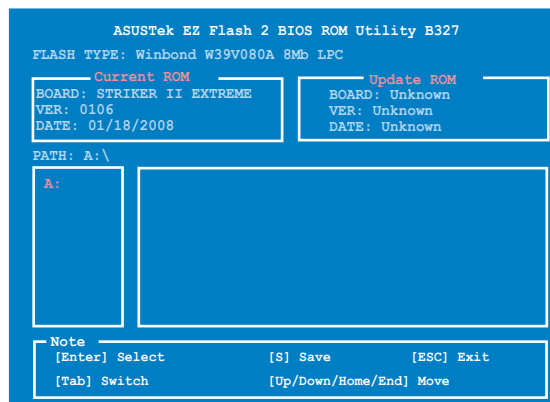 ASUSTek EZ Flash 2 BIOS ROM Utility B327
FLASH TYPE: Winbond W39V080A 8Mb LPC
Current ROM
BOARD: STRIKER II EXTREME
VER: 0106
DATE: 01/18/2008
Update ROM
BOARD: Unknown
VER: Unknown
DATE: Unknown
PATH: A:\
A:
Note
[Enter] Select [S] Save [ESC] Exit
[Tab] Switch [Up/Down/Home/End] Move